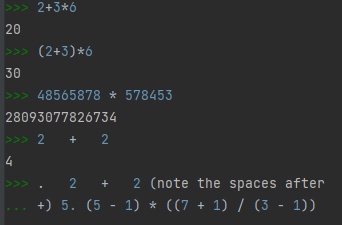 >>> 2+3*6
20
>>> (2+3)*6
30
>>> 48565878 * 578453
28093077826734
>>> 2   +   2
4
>>> .   2   +   2 (note the spaces after
... +) 5. (5 - 1) * ((7 + 1) / (3 - 1))